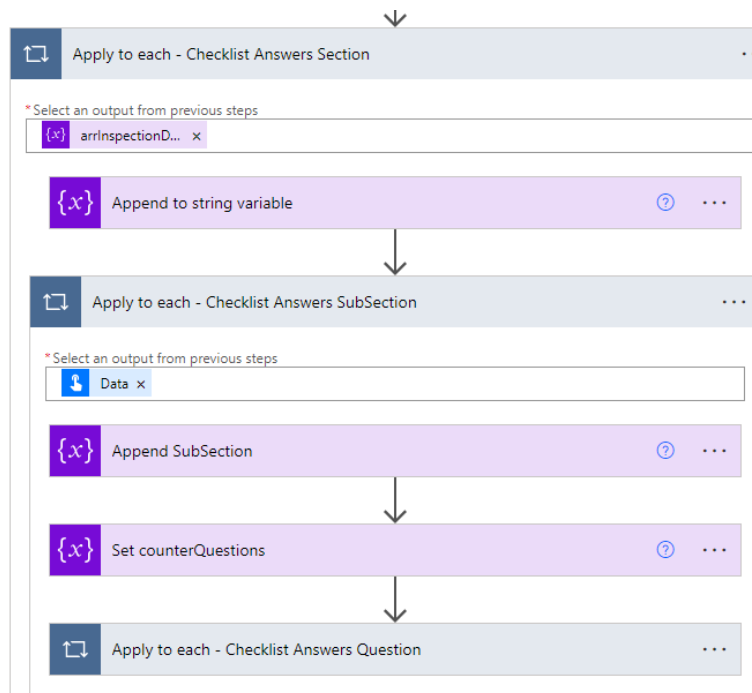 Apply to each - Checklist Answers Section
* Select an output from previous steps
{x} arrInspectionD... ×
{x} Append to string variable ? ...
Apply to each - Checklist Answers SubSection ...
* Select an output from previous steps
Data ×
{x} Append SubSection ? ...
{x} Set counterQuestions ? ...
Apply to each - Checklist Answers Question ...